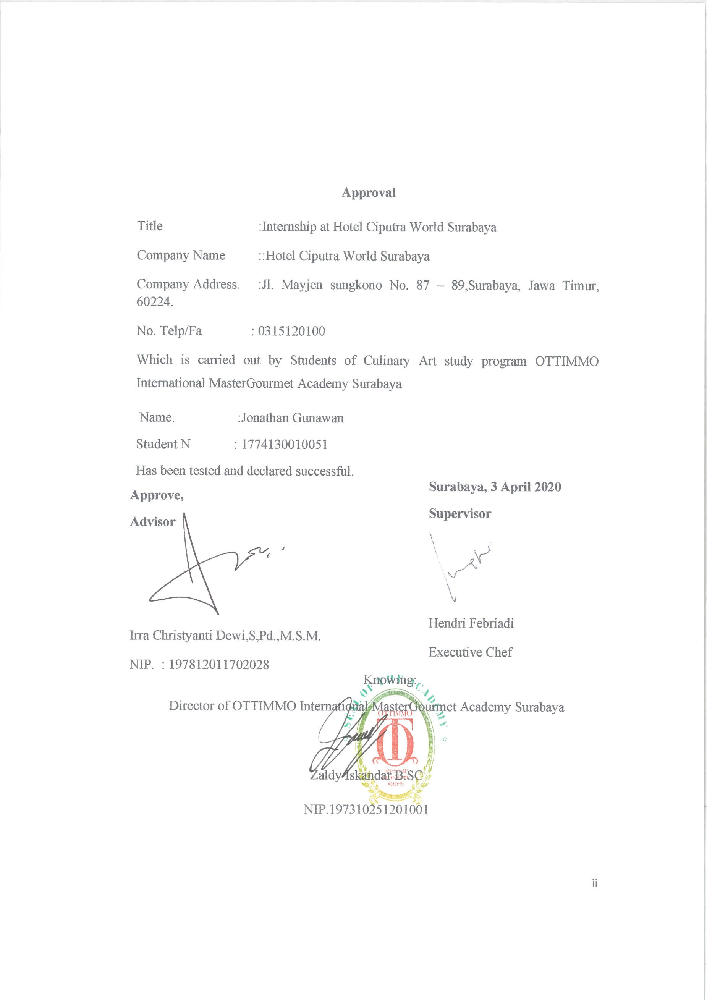 Approval
Title :Internship at Hotel Ciputra World Surabaya
Company Name ::Hotel Ciputra World Surabaya
Company Address. :Jl. Mayjen sungkono No. 87 – 89,Surabaya, Jawa Timur,
60224.
No. Telp/Fa : 0315120100
Which is carried out by Students of Culinary Art study program OTTIMMO
International MasterGourmet Academy Surabaya
Name. :Jonathan Gunawan
Student N : 1774130010051
Has been tested and declared successful.
Surabaya, 3 April 2020
Approve,
Supervisor
Advisor
Hendri Febriadi
Irra Christyanti Dewi,S,Pd.,M.S.M.
Executive Chef
NIP. : 197812011702028
Knowing:
SEAL OF THE ACADEMY
Director of OTTIMMO International MasterGourmet Academy Surabaya
OTTIMMO
International
MasterGourmet
Academy
Zaldy Iskandar B.SC
NIP.197310251201001
ii